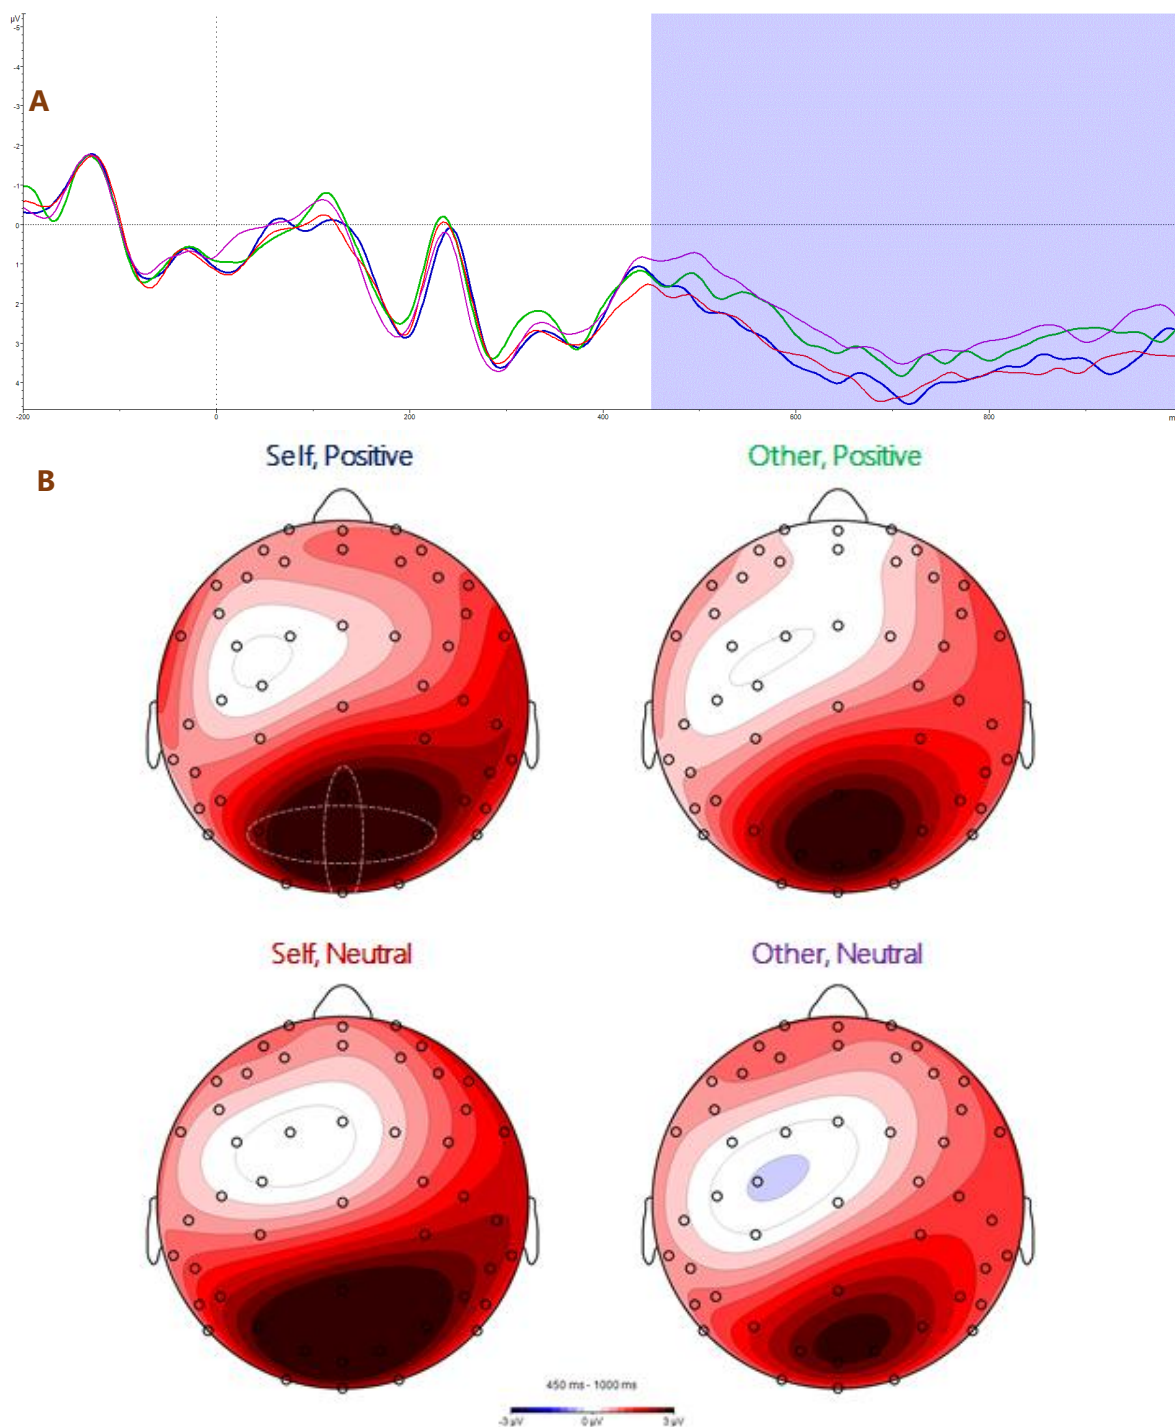 µV
-5
-4
A
-3
-2
-1
0
1
2
3
4
-200 0 200 400 600 800 m
Self, Positive Other, Positive
B
Self, Neutral Other, Neutral
450 ms - 1000 ms
-3 µV 0 µV 3 µV